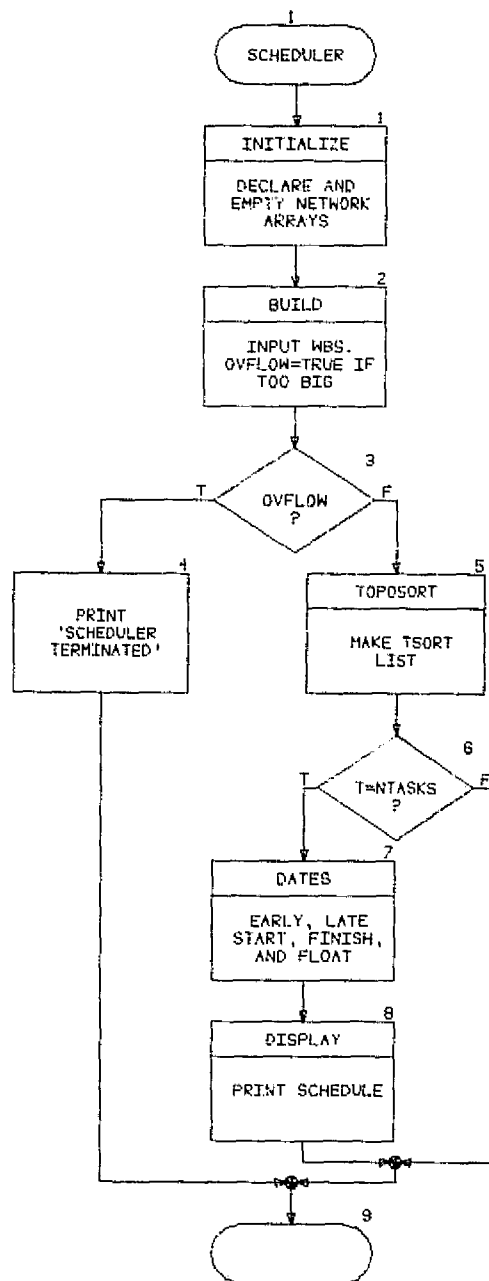 1
SCHEDULER
1
INITIALIZE
DECLARE AND
EMPTY NETWORK
ARRAYS
2
BUILD
INPUT WBS.
OVFLOW=TRUE IF
TOO BIG
3
T
OVFLOW
?
F
4
PRINT
'SCHEDULER
TERMINATED'
5
TOPOSORT
MAKE TSORT
LIST
6
T
T=NTASKS
?
F
7
DATES
EARLY, LATE
START, FINISH,
AND FLOAT
8
DISPLAY
PRINT SCHEDULE
9